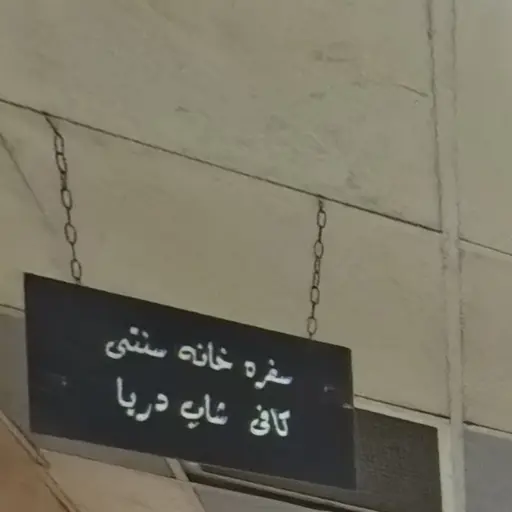 سفره خانه سنتی
کافی شاپ دریا